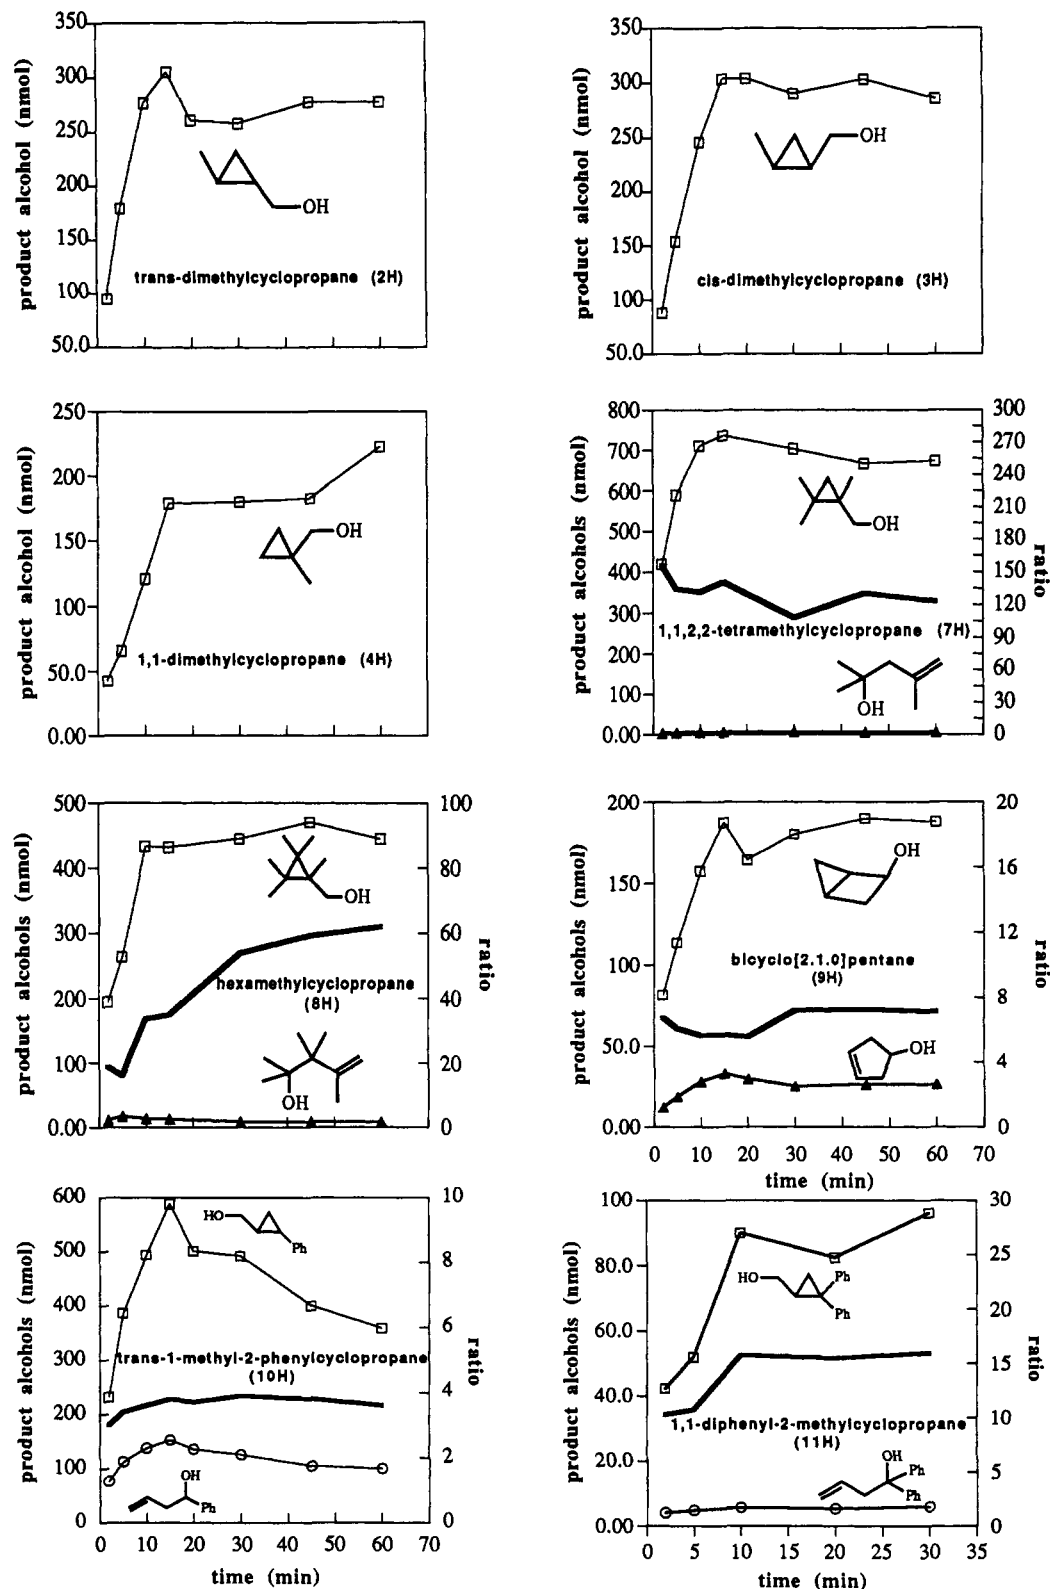 350
300
250
200
150
100
50.0
product alcohol (nmol)
OH
trans-dimethylcyclopropane (2H)
350
300
250
200
150
100
50.0
product alcohol (nmol)
OH
cis-dimethylcyclopropane (3H)
250
200
150
100
50.0
0.00
product alcohol (nmol)
OH
1,1-dimethylcyclopropane (4H)
800
700
600
500
400
300
200
100
0.00
product alcohols (nmol)
OH
1,1,2,2-tetramethylcyclopropane (7H)
OH
300
270
240
210
180
150
120
90
60
30
0
ratio
500
400
300
200
100
0.00
product alcohols (nmol)
OH
hexamethylcyclopropane
(8H)
OH
100
80
60
40
20
0
ratio
200
150
100
50.0
0.00
product alcohols (nmol)
OH
bicyclo[2.1.0]pentane
(9H)
OH
20
16
12
8
4
0
ratio
0 10 20 30 40 50 60 70
time (min)
600
500
400
300
200
100
0
product alcohols (nmol)
HO
Ph
trans-1-methyl-2-phenylcyclopropane
(10H)
OH
Ph
10
8
6
4
2
0
ratio
0 10 20 30 40 50 60 70
time (min)
100
80.0
60.0
40.0
20.0
0.00
product alcohols (nmol)
HO
Ph
Ph
1,1-diphenyl-2-methylcyclopropane
(11H)
OH
Ph
Ph
30
25
20
15
10
5
0
ratio
0 5 10 15 20 25 30 35
time (min)